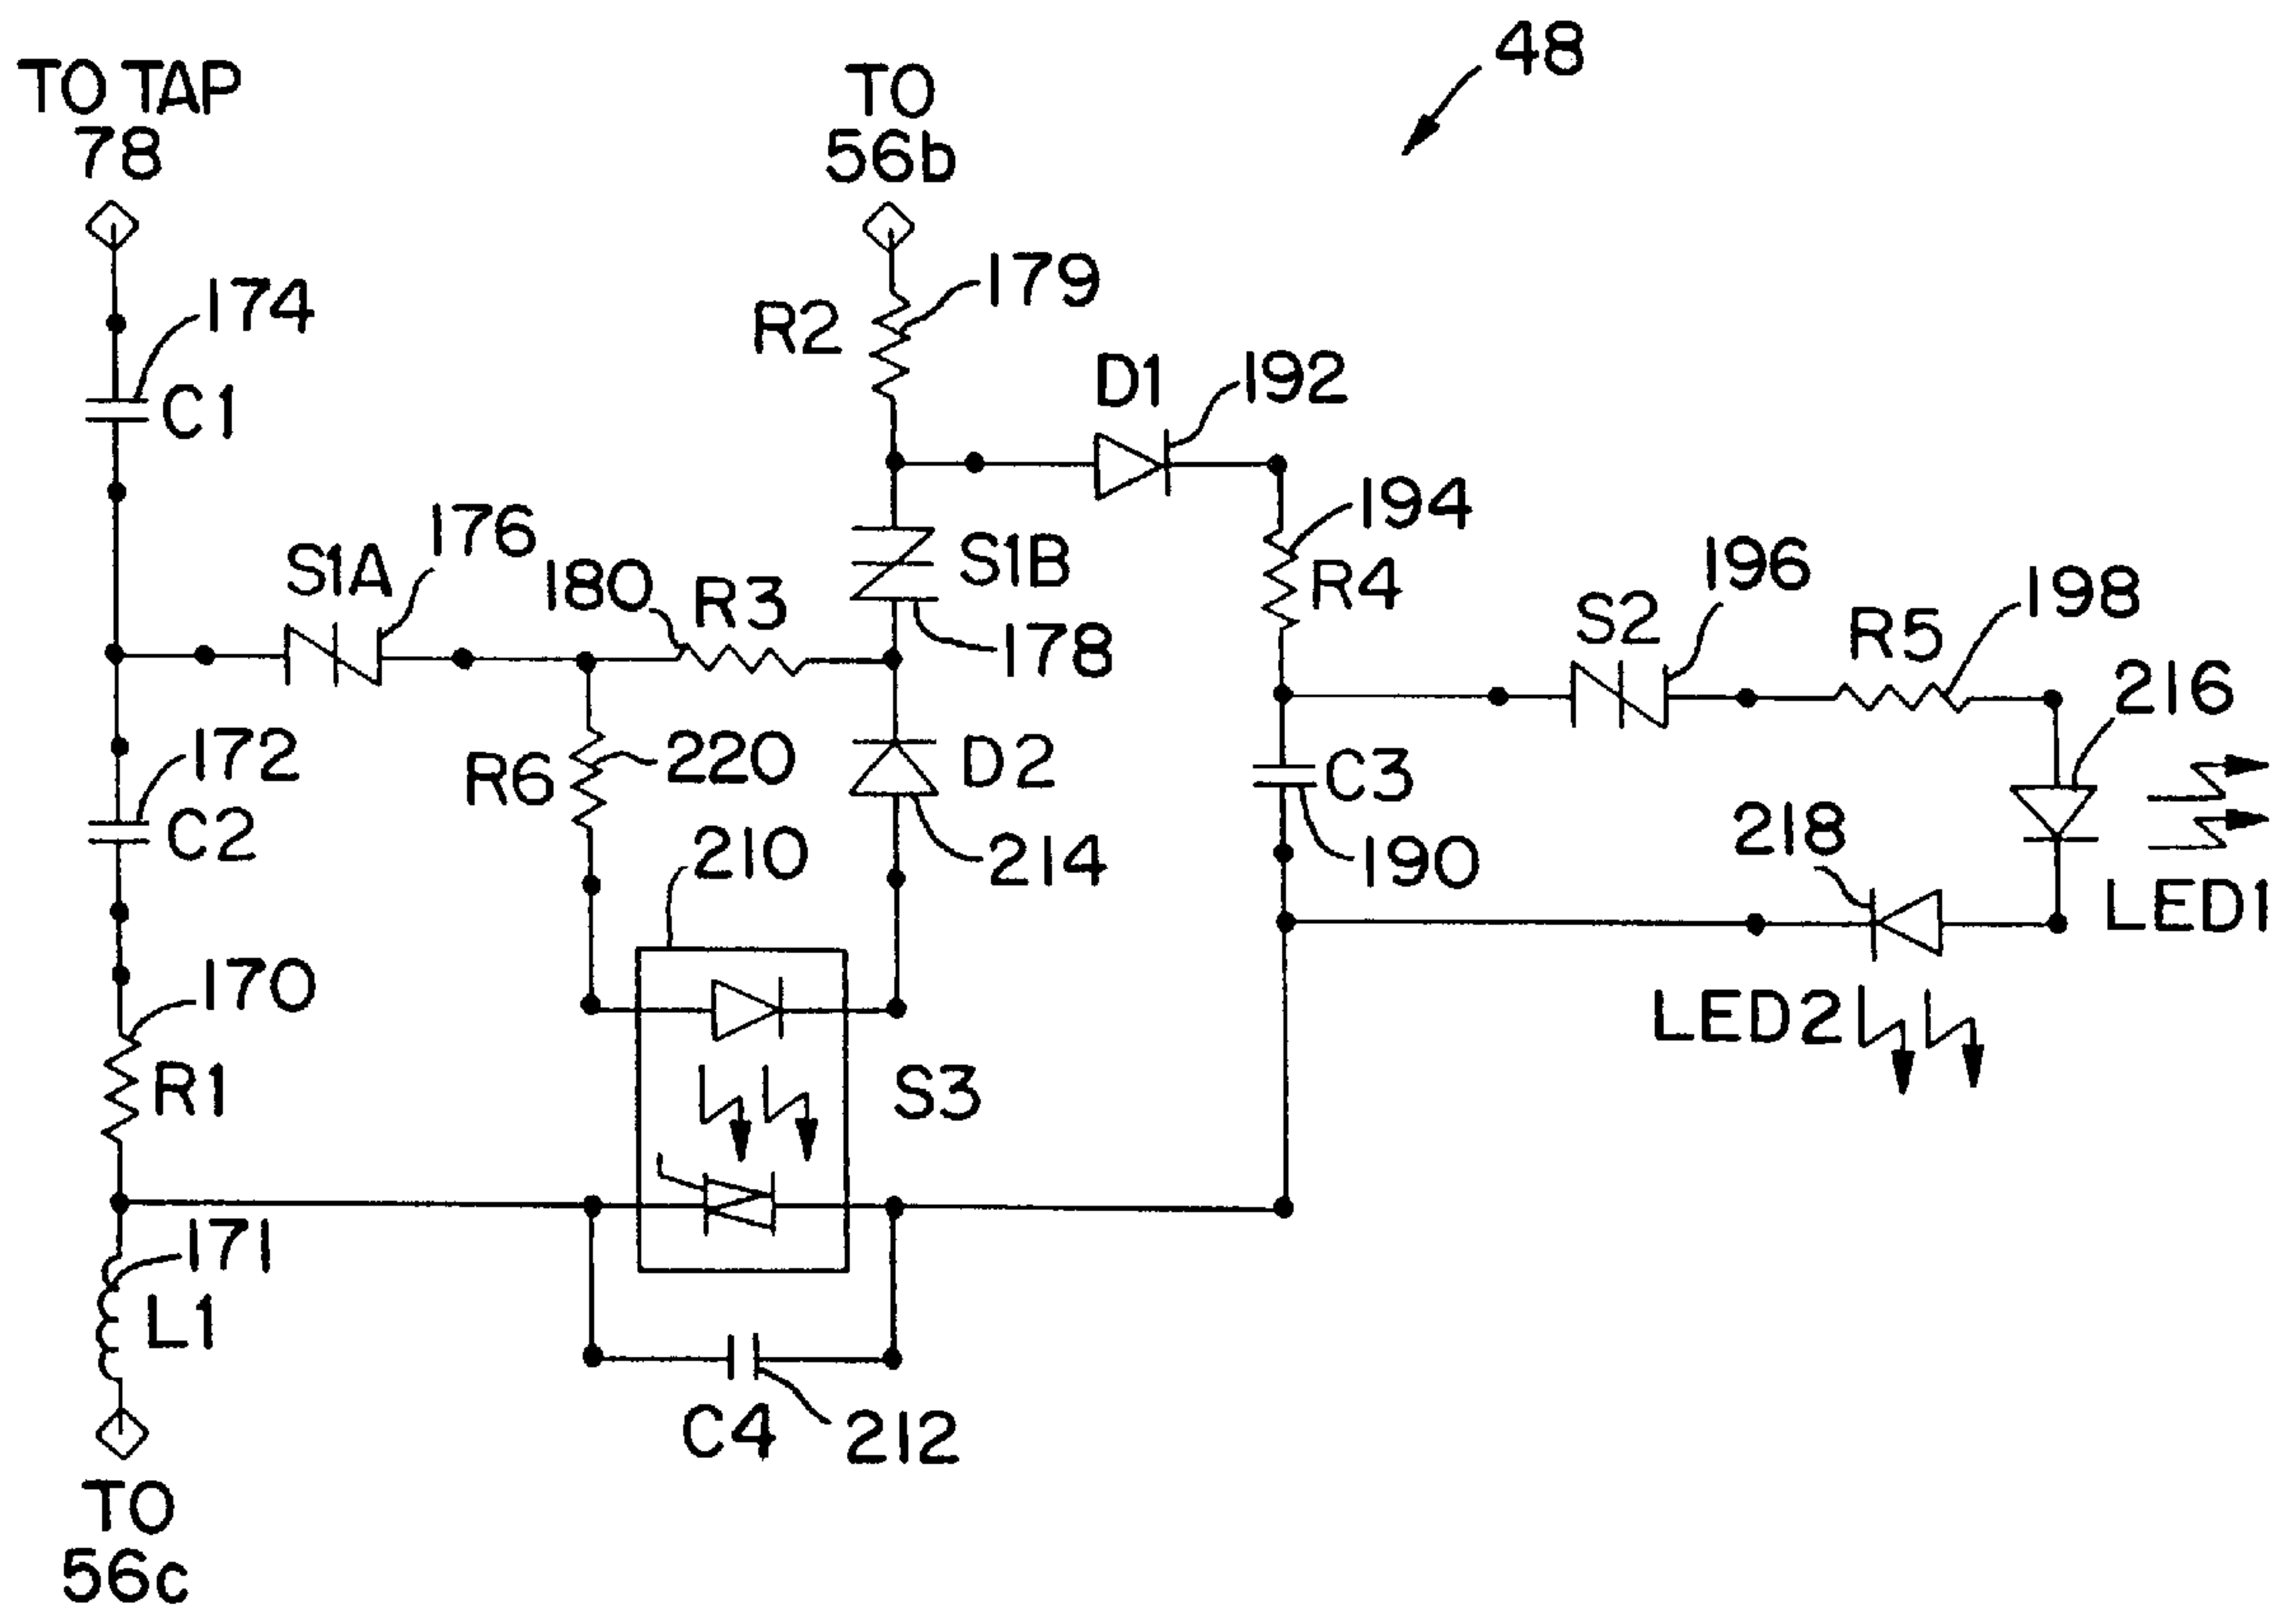 48
TO TAP
78
TO
56b
174
C1
R2
179
D1
192
S1A
176
180
R3
S1B
178
194
R4
S2
196
R5
198
216
172
C2
R6
220
D2
214
C3
190
218
LED1
210
170
R1
S3
LED2
171
L1
C4
212
TO
56c